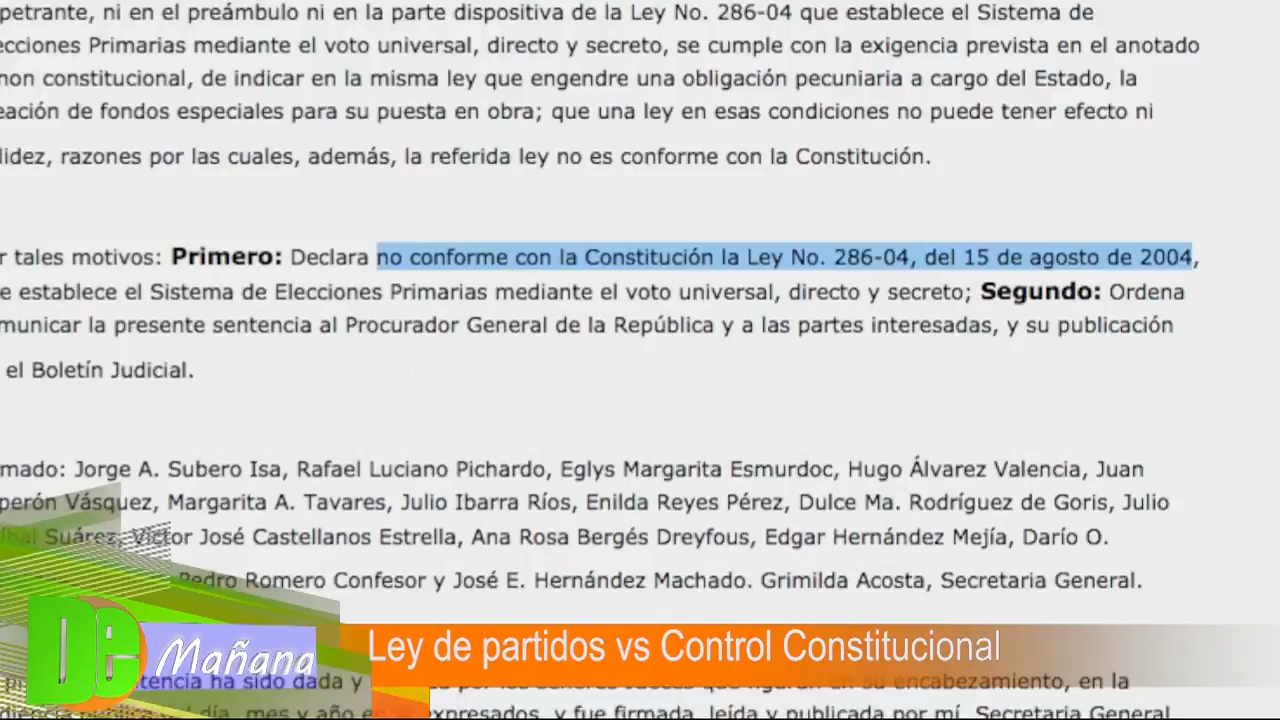 petrante, ni en el preámbulo ni en la parte dispositiva de la Ley No. 286-04 que establece el Sistema de
ecciones Primarias mediante el voto universal, directo y secreto, se cumple con la exigencia prevista en el anotado
non constitucional, de indicar en la misma ley que engendre una obligación pecuniaria a cargo del Estado, la
eación de fondos especiales para su puesta en obra; que una ley en esas condiciones no puede tener efecto ni
lidez, razones por las cuales, además, la referida ley no es conforme con la Constitución.
r tales motivos: Primero: Declara no conforme con la Constitución la Ley No. 286-04, del 15 de agosto de 2004,
e establece el Sistema de Elecciones Primarias mediante el voto universal, directo y secreto; Segundo: Ordena
municar la presente sentencia al Procurador General de la República y a las partes interesadas, y su publicación
el Boletín Judicial.
mado: Jorge A. Subero Isa, Rafael Luciano Pichardo, Eglys Margarita Esmurdoc, Hugo Álvarez Valencia, Juan
perón Vásquez, Margarita A. Tavares, Julio Ibarra Ríos, Enilda Reyes Pérez, Dulce Ma. Rodríguez de Goris, Julio
íbal Suárez, Víctor José Castellanos Estrella, Ana Rosa Bergés Dreyfous, Edgar Hernández Mejía, Darío O.
Pedro Romero Confesor y José E. Hernández Machado. Grimilda Acosta, Secretaria General.
De Mañana
Ley de partidos vs Control Constitucional
tencia ha sido dada y por los señores que figuran en su encabezamiento, en la
día, mes y año en expresados, y fue firmada, leída y publicada por mí, Secretaria General